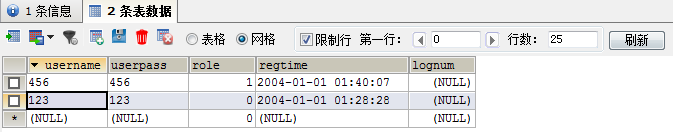 1 条信息 2 条表数据
表格 网格 限制行 第一行: 0 行数: 25 刷新
username userpass role regtime lognum
456 456 1 2004-01-01 01:40:07 (NULL)
123 123 0 2004-01-01 01:28:28 (NULL)
* (NULL) (NULL) 0 (NULL) (NULL)